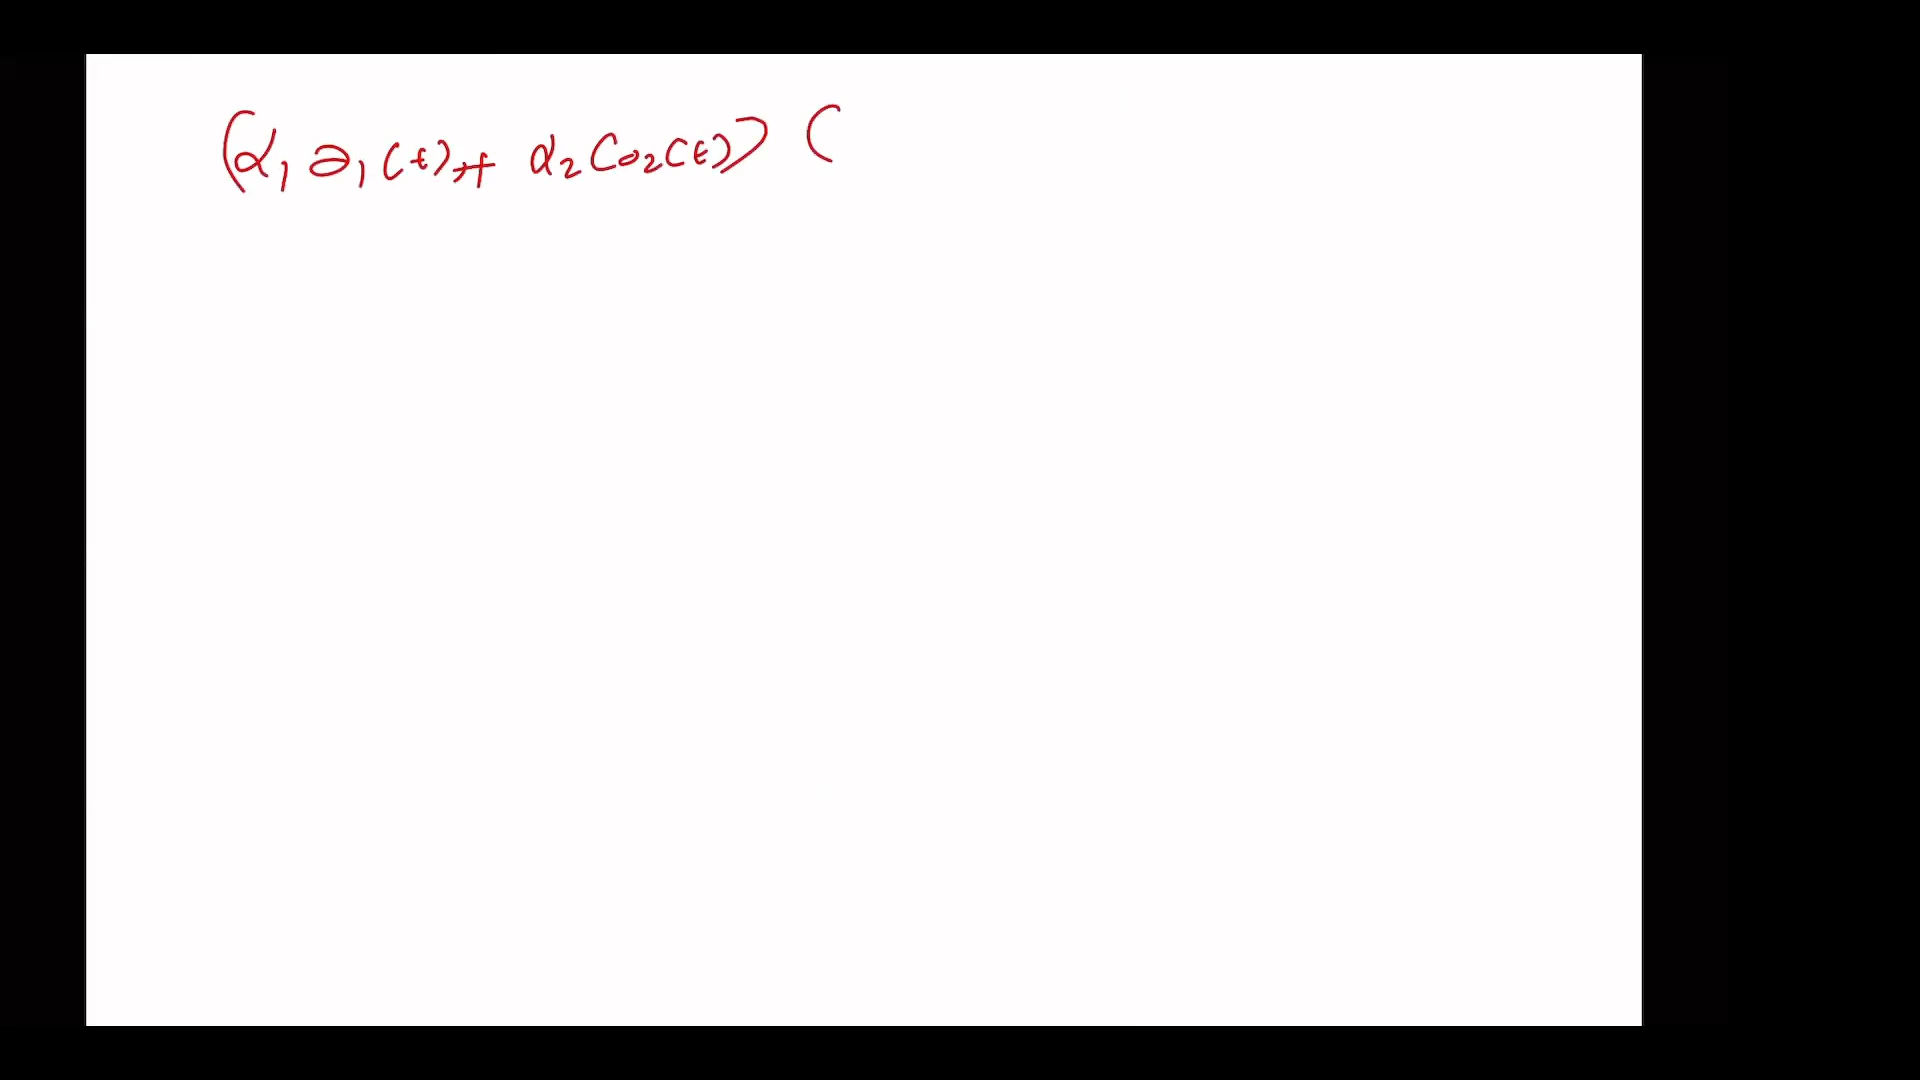 (α₁ a₁(t) + α₂(a₂(t))) (